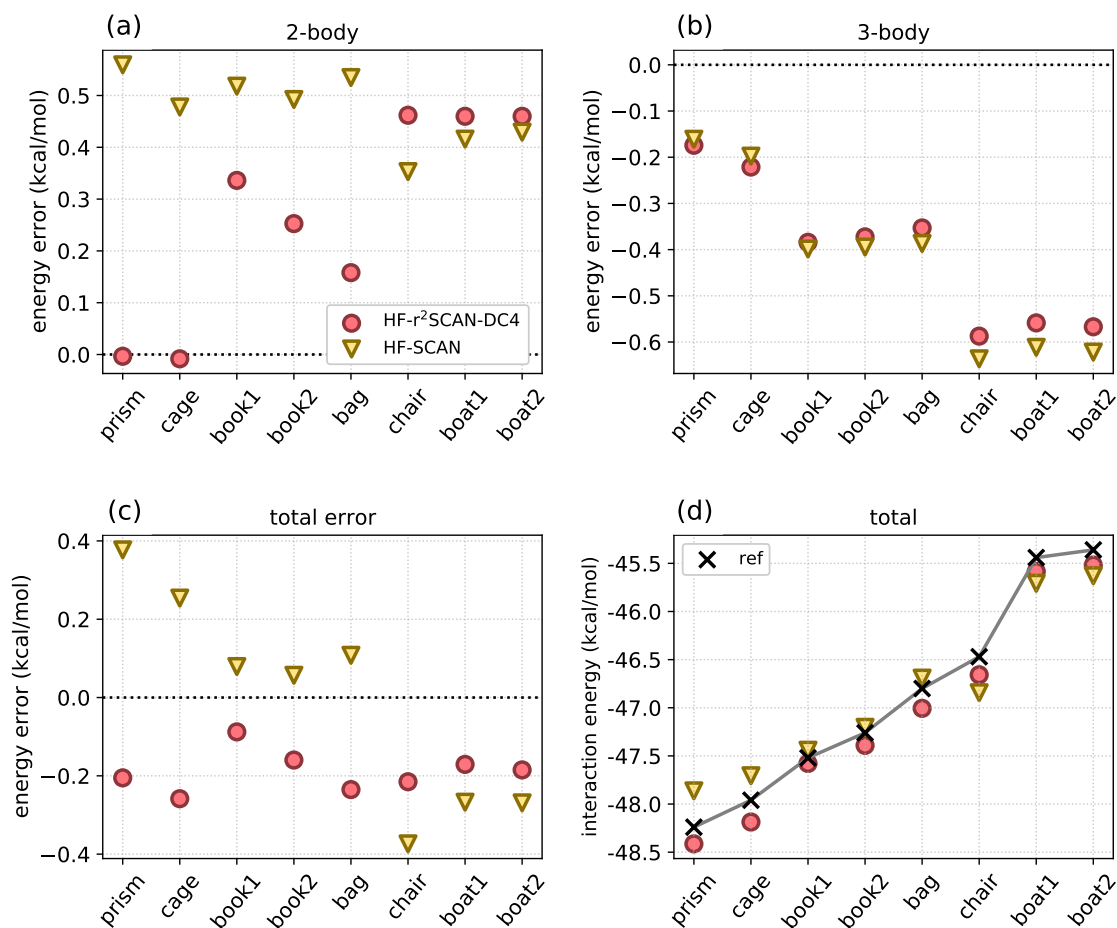 (a)
2-body
energy error (kcal/mol)
0.5
0.4
0.3
0.2
0.1
0.0
HF-r²SCAN-DC4
HF-SCAN
prism
cage
book1
book2
bag
chair
boat1
boat2
(b)
3-body
energy error (kcal/mol)
0.0
−0.1
−0.2
−0.3
−0.4
−0.5
−0.6
prism
cage
book1
book2
bag
chair
boat1
boat2
(c)
total error
energy error (kcal/mol)
0.4
0.2
0.0
−0.2
−0.4
prism
cage
book1
book2
bag
chair
boat1
boat2
(d)
total
interaction energy (kcal/mol)
ref
-45.5
-46.0
-46.5
-47.0
-47.5
-48.0
-48.5
prism
cage
book1
book2
bag
chair
boat1
boat2